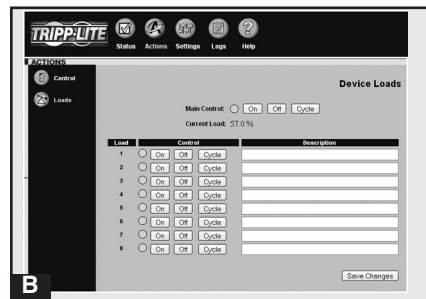 TRIPP·LITE
Status Actions Settings Logs Help
ACTIONS
Control
Loads
Device Loads
Main Control: On Off Cycle
Current Load: 57.0 %
Load Control Description
1 On Off Cycle
2 On Off Cycle
3 On Off Cycle
4 On Off Cycle
5 On Off Cycle
6 On Off Cycle
7 On Off Cycle
8 On Off Cycle
Save Changes
B